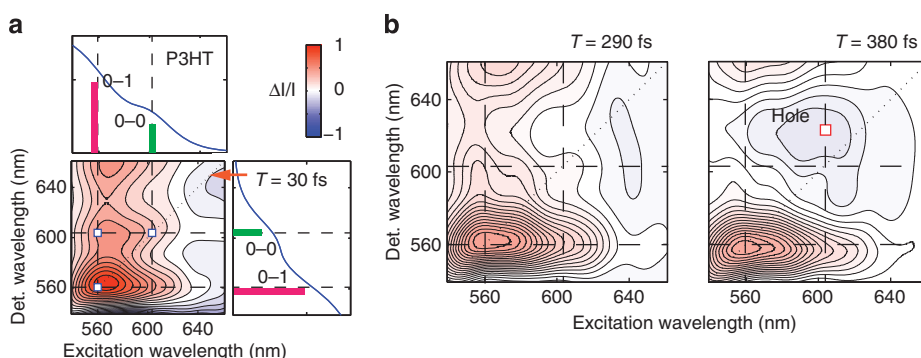 a
b
P3HT
0–1
0–0
ΔI/I
1
0
−1
T = 290 fs
T = 380 fs
Det. wavelength (nm)
640
600
560
T = 30 fs
0–0
0–1
560 600 640
Excitation wavelength (nm)
Det. wavelength (nm)
640
600
560
Hole
560 600 640
560 600 640
Excitation wavelength (nm)